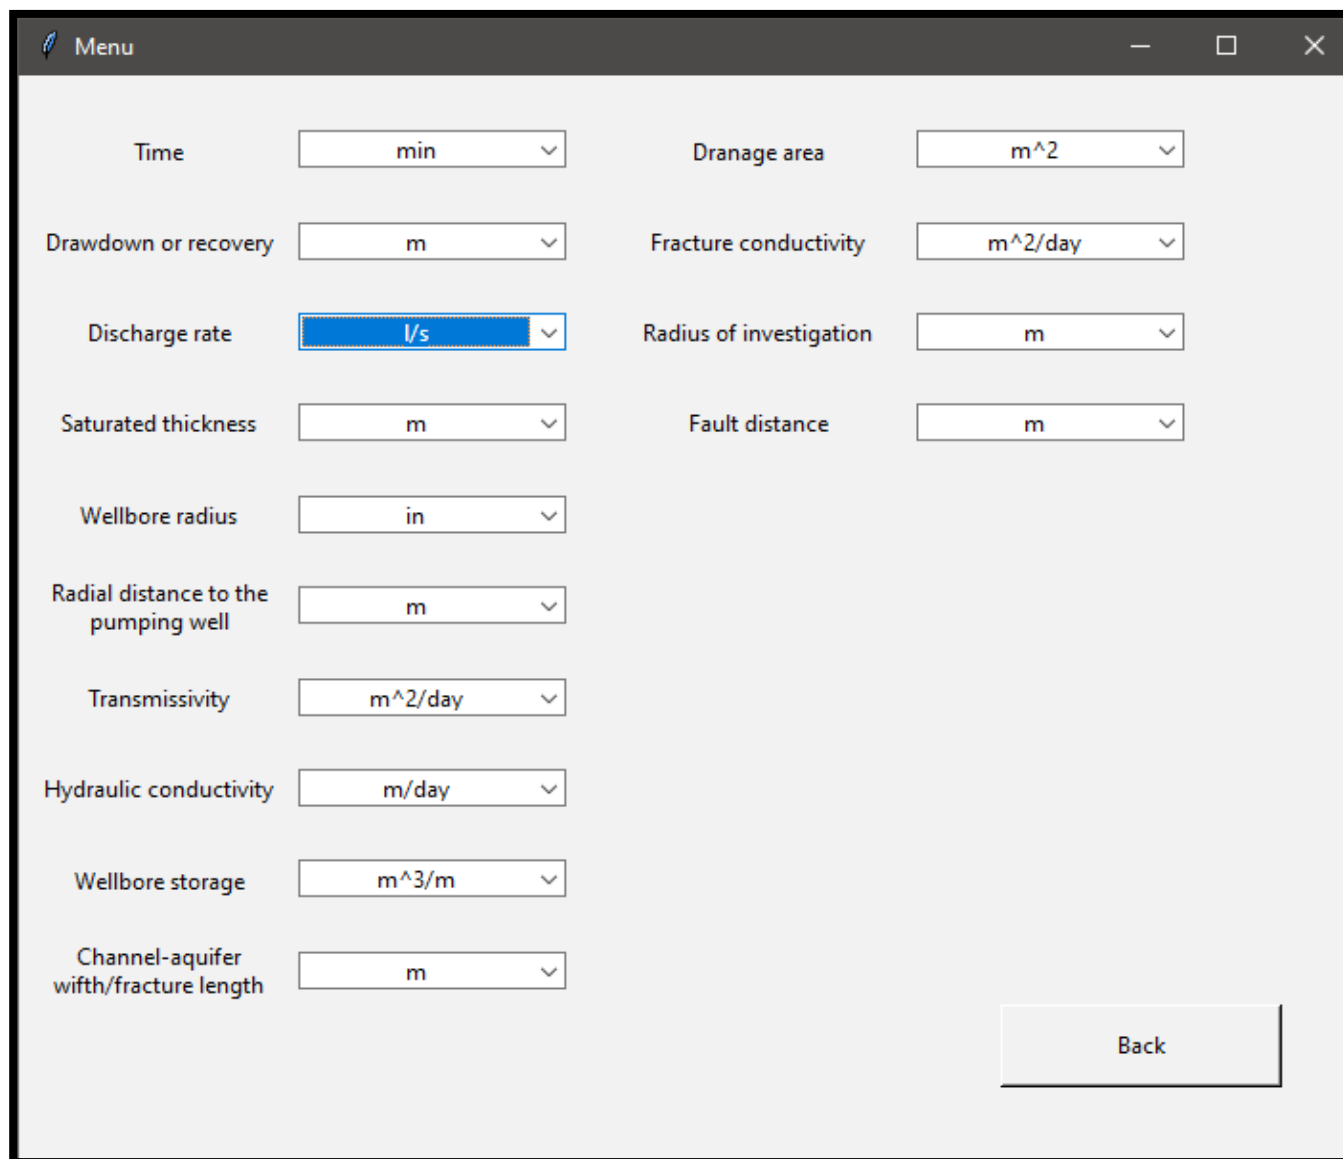 Menu
Time
min
Drawdown or recovery
m
Discharge rate
l/s
Saturated thickness
m
Wellbore radius
in
Radial distance to the
pumping well
m
Transmissivity
m^2/day
Hydraulic conductivity
m/day
Wellbore storage
m^3/m
Channel-aquifer
wifth/fracture length
m
Dranage area
m^2
Fracture conductivity
m^2/day
Radius of investigation
m
Fault distance
m
Back